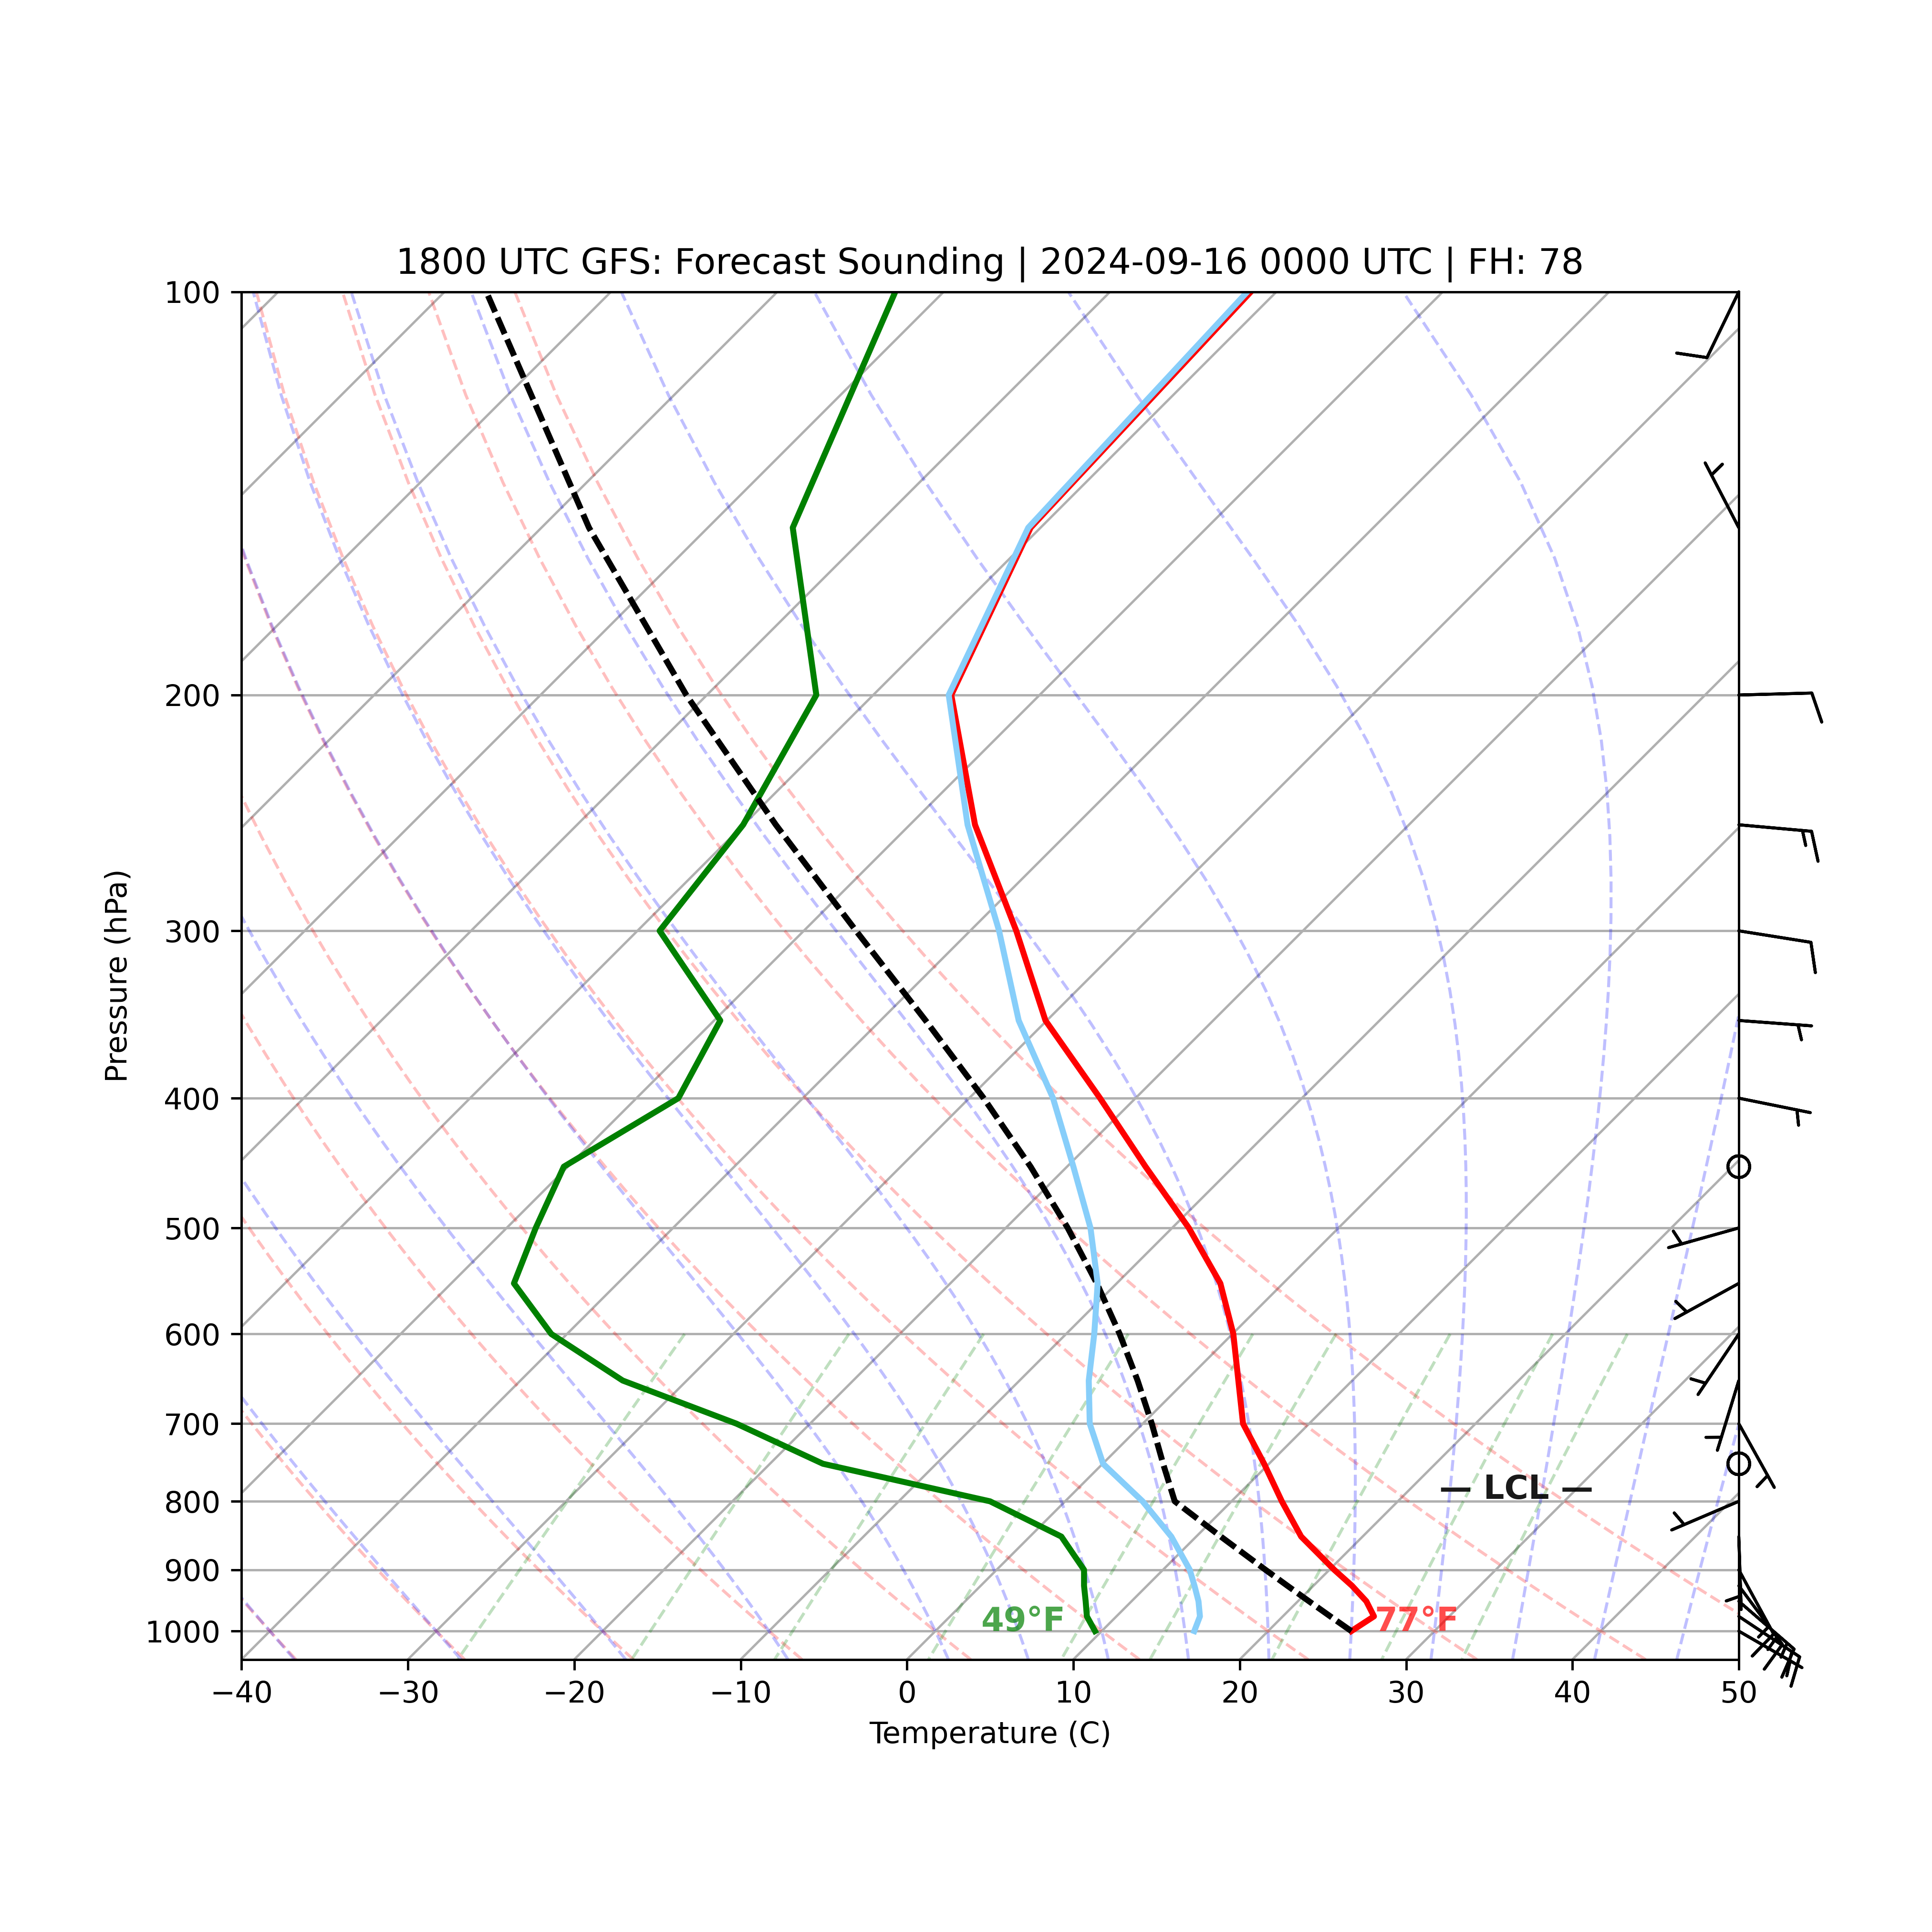 1800 UTC GFS: Forecast Sounding | 2024-09-16 0000 UTC | FH: 78
100
200
300
400
500
600
700
800
900
1000
Pressure (hPa)
— LCL —
49°F
77°F
−40 −30 −20 −10 0 10 20 30 40 50
Temperature (C)